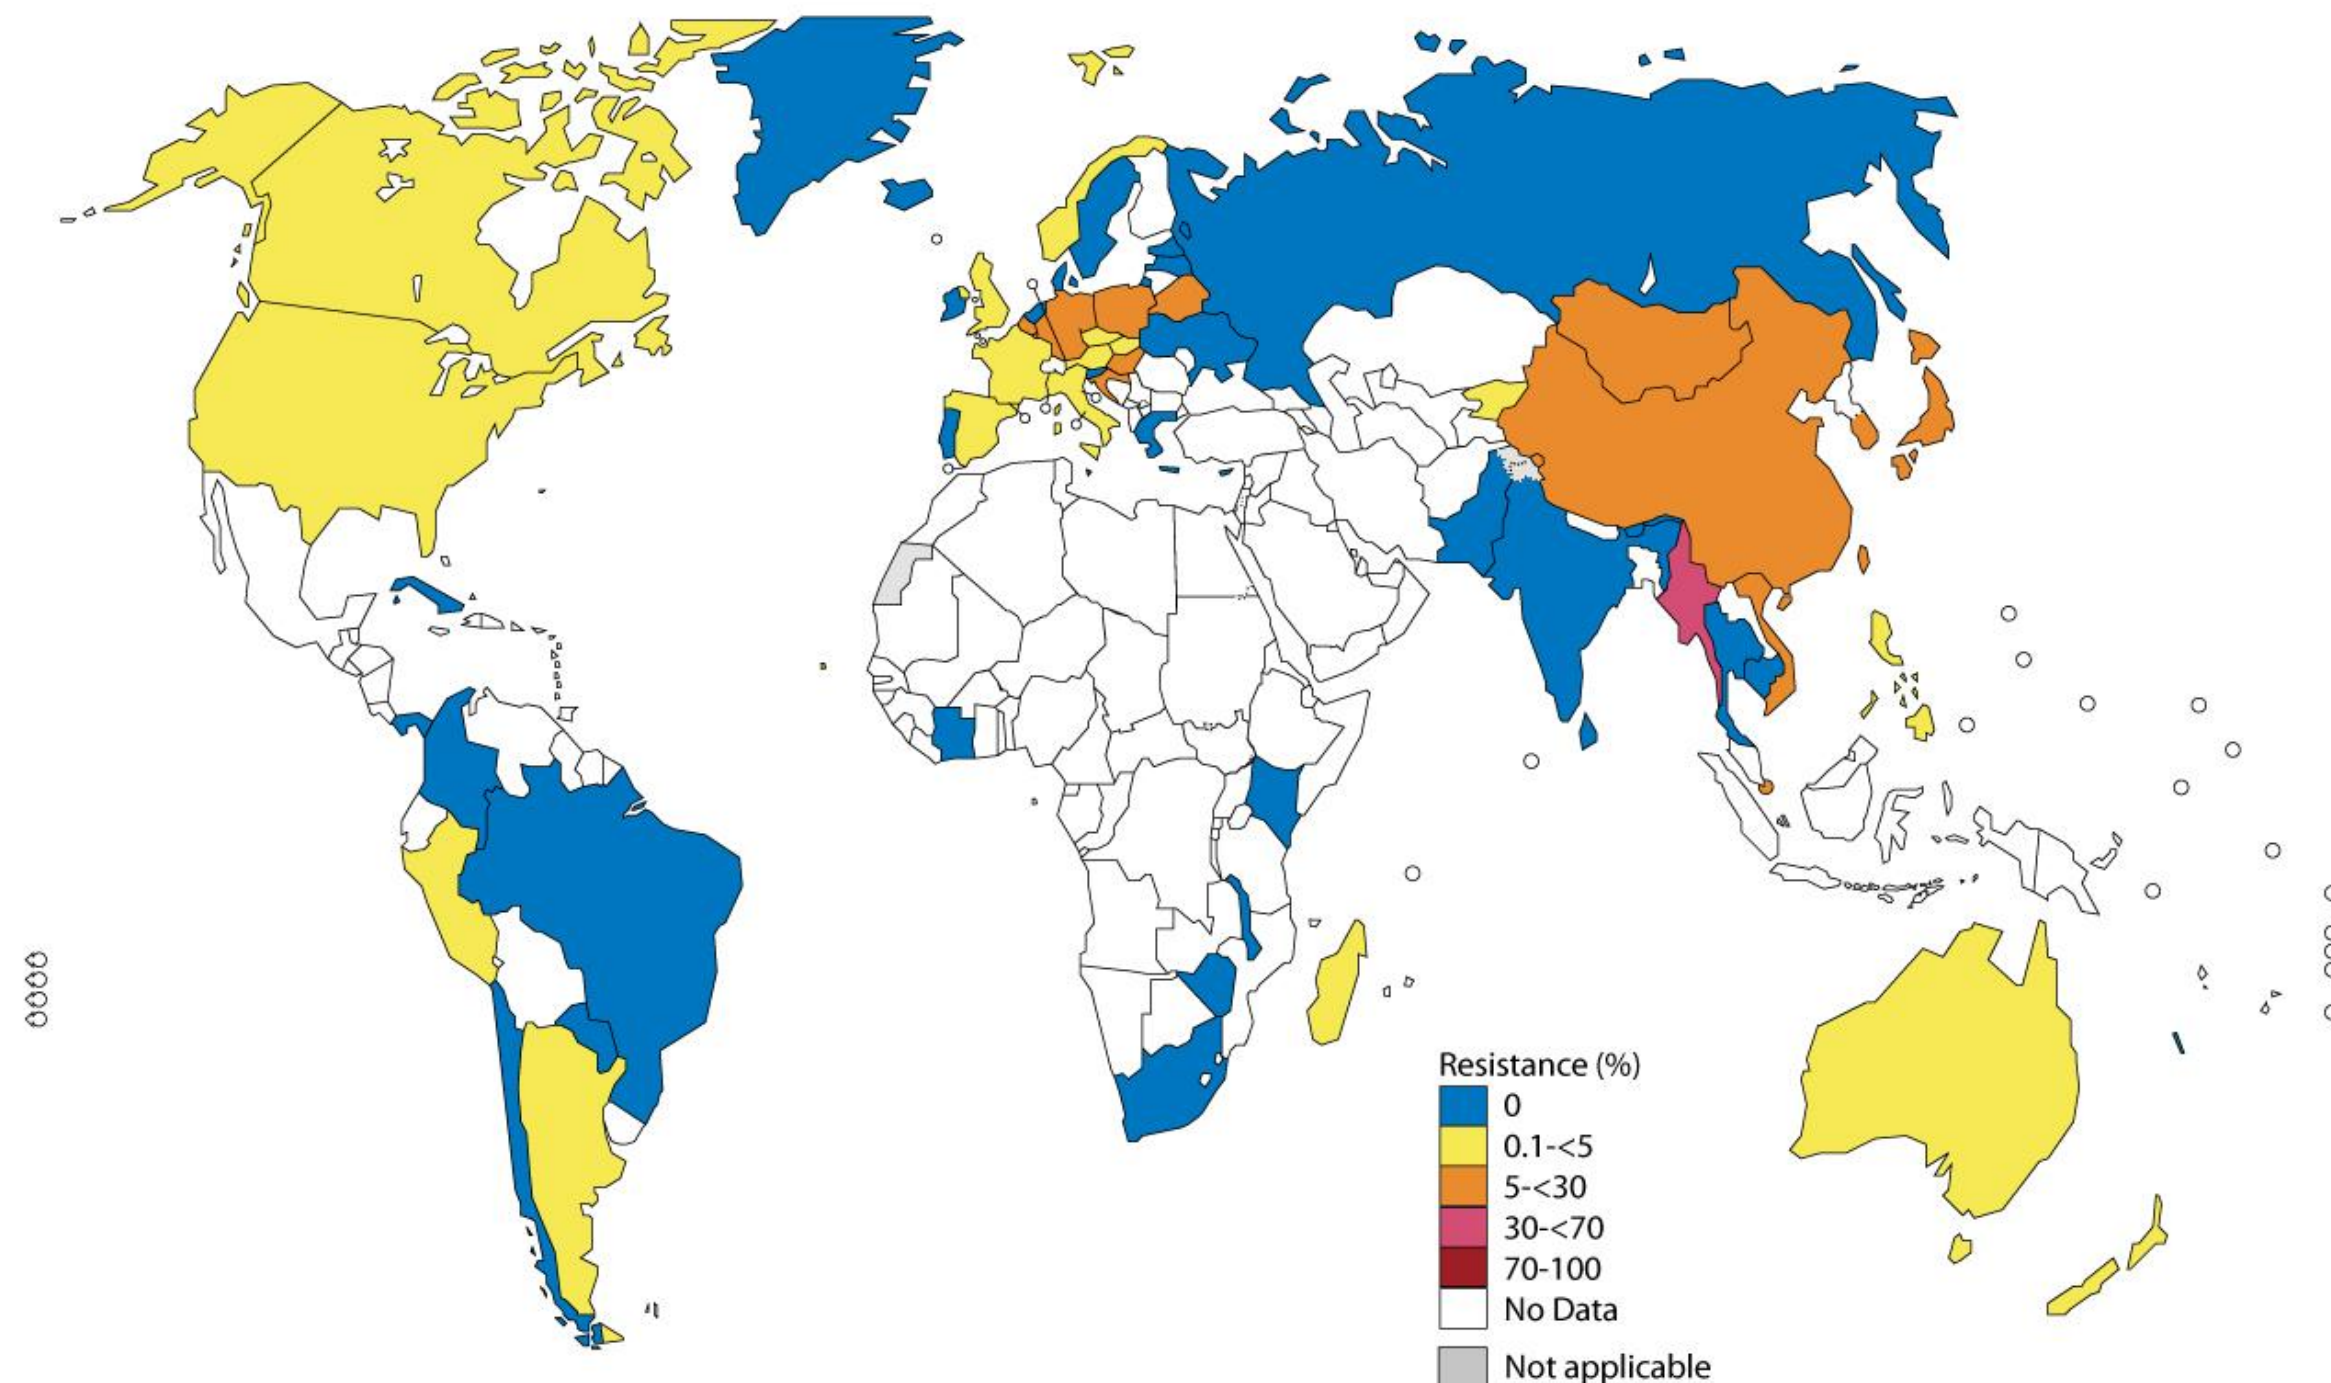 Resistance (%)
0
0.1-<5
5-<30
30-<70
70-100
No Data
Not applicable